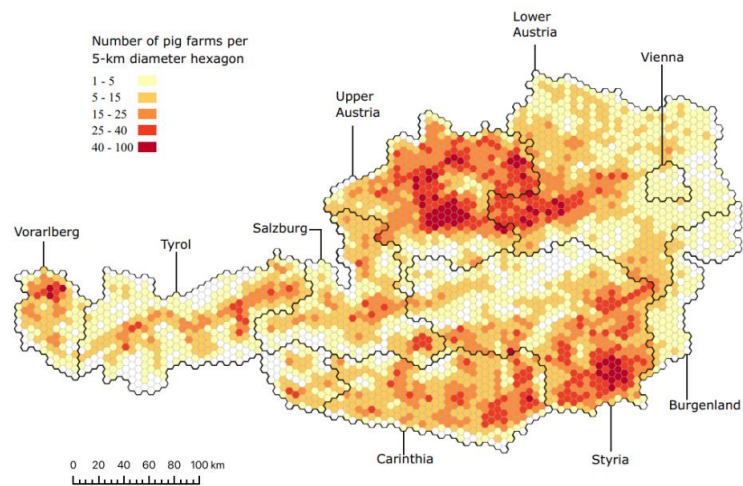 Number of pig farms per
5-km diameter hexagon
1 - 5
5 - 15
15 - 25
25 - 40
40 - 100
Lower
Austria
Vienna
Upper
Austria
Salzburg
Vorarlberg
Tyrol
Burgenland
Carinthia
Styria
0 20 40 60 80 100 km